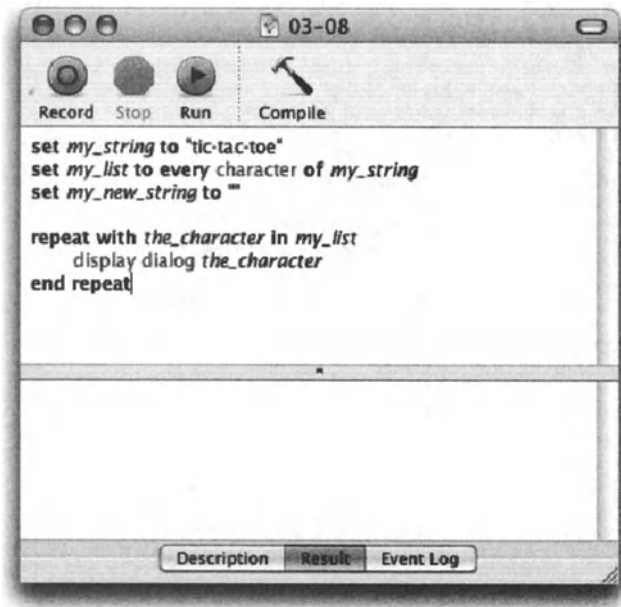 03-08
Record Stop Run Compile
set my_string to "tic-tac-toe"
set my_list to every character of my_string
set my_new_string to ""
repeat with the_character in my_list
display dialog the_character
end repeat
Description Result Event Log